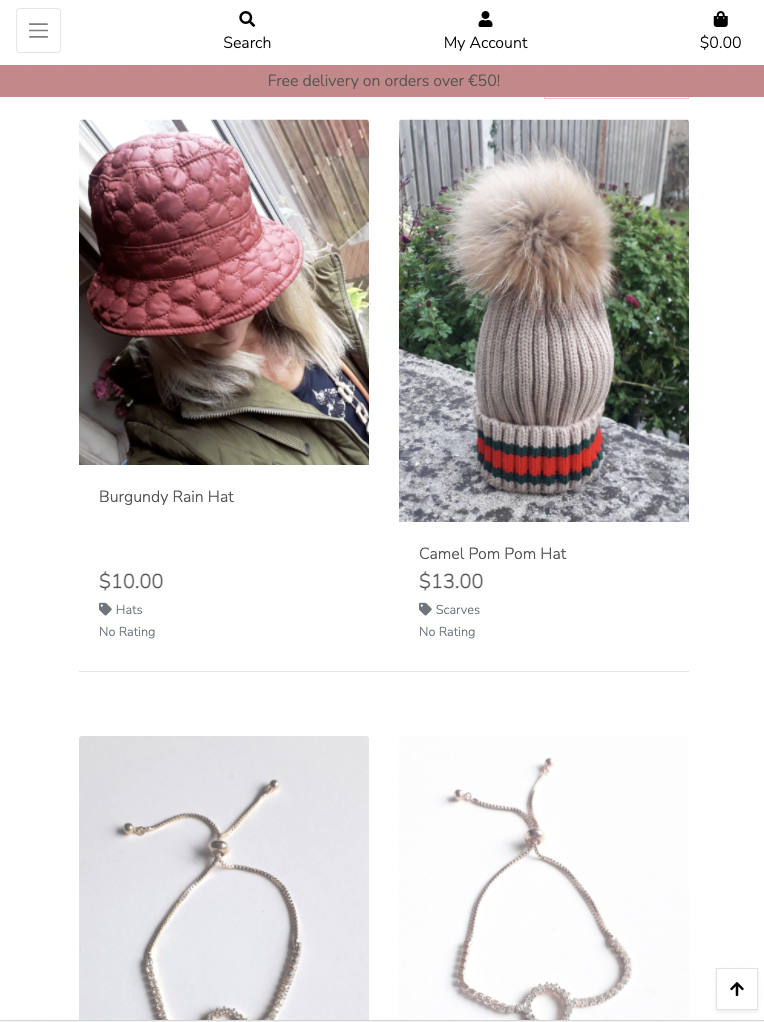 Search
My Account
$0.00
Free delivery on orders over €50!
Burgundy Rain Hat
$10.00
Hats
No Rating
Camel Pom Pom Hat
$13.00
Scarves
No Rating